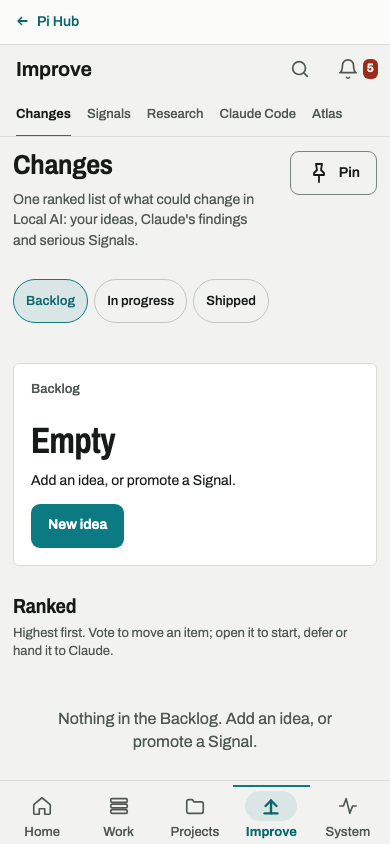 ← Pi Hub
Improve
5
Changes Signals Research Claude Code Atlas
Changes
Pin
One ranked list of what could change in
Local AI: your ideas, Claude's findings
and serious Signals.
Backlog In progress Shipped
Backlog
Empty
Add an idea, or promote a Signal.
New idea
Ranked
Highest first. Vote to move an item; open it to start, defer or
hand it to Claude.
Nothing in the Backlog. Add an idea, or
promote a Signal.
Home Work Projects Improve System